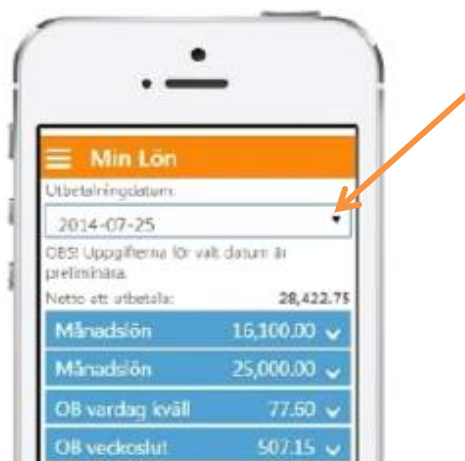 Min Lön
Utbetalningdatum:
2014-07-25
OBS! Uppgifterna för valt datum är
preliminära.
Netto att utbetala: 28,422.75
Månadslön 16,100.00
Månadslön 25,000.00
OB vardag kväll 77.60
OB veckoslut 507.15